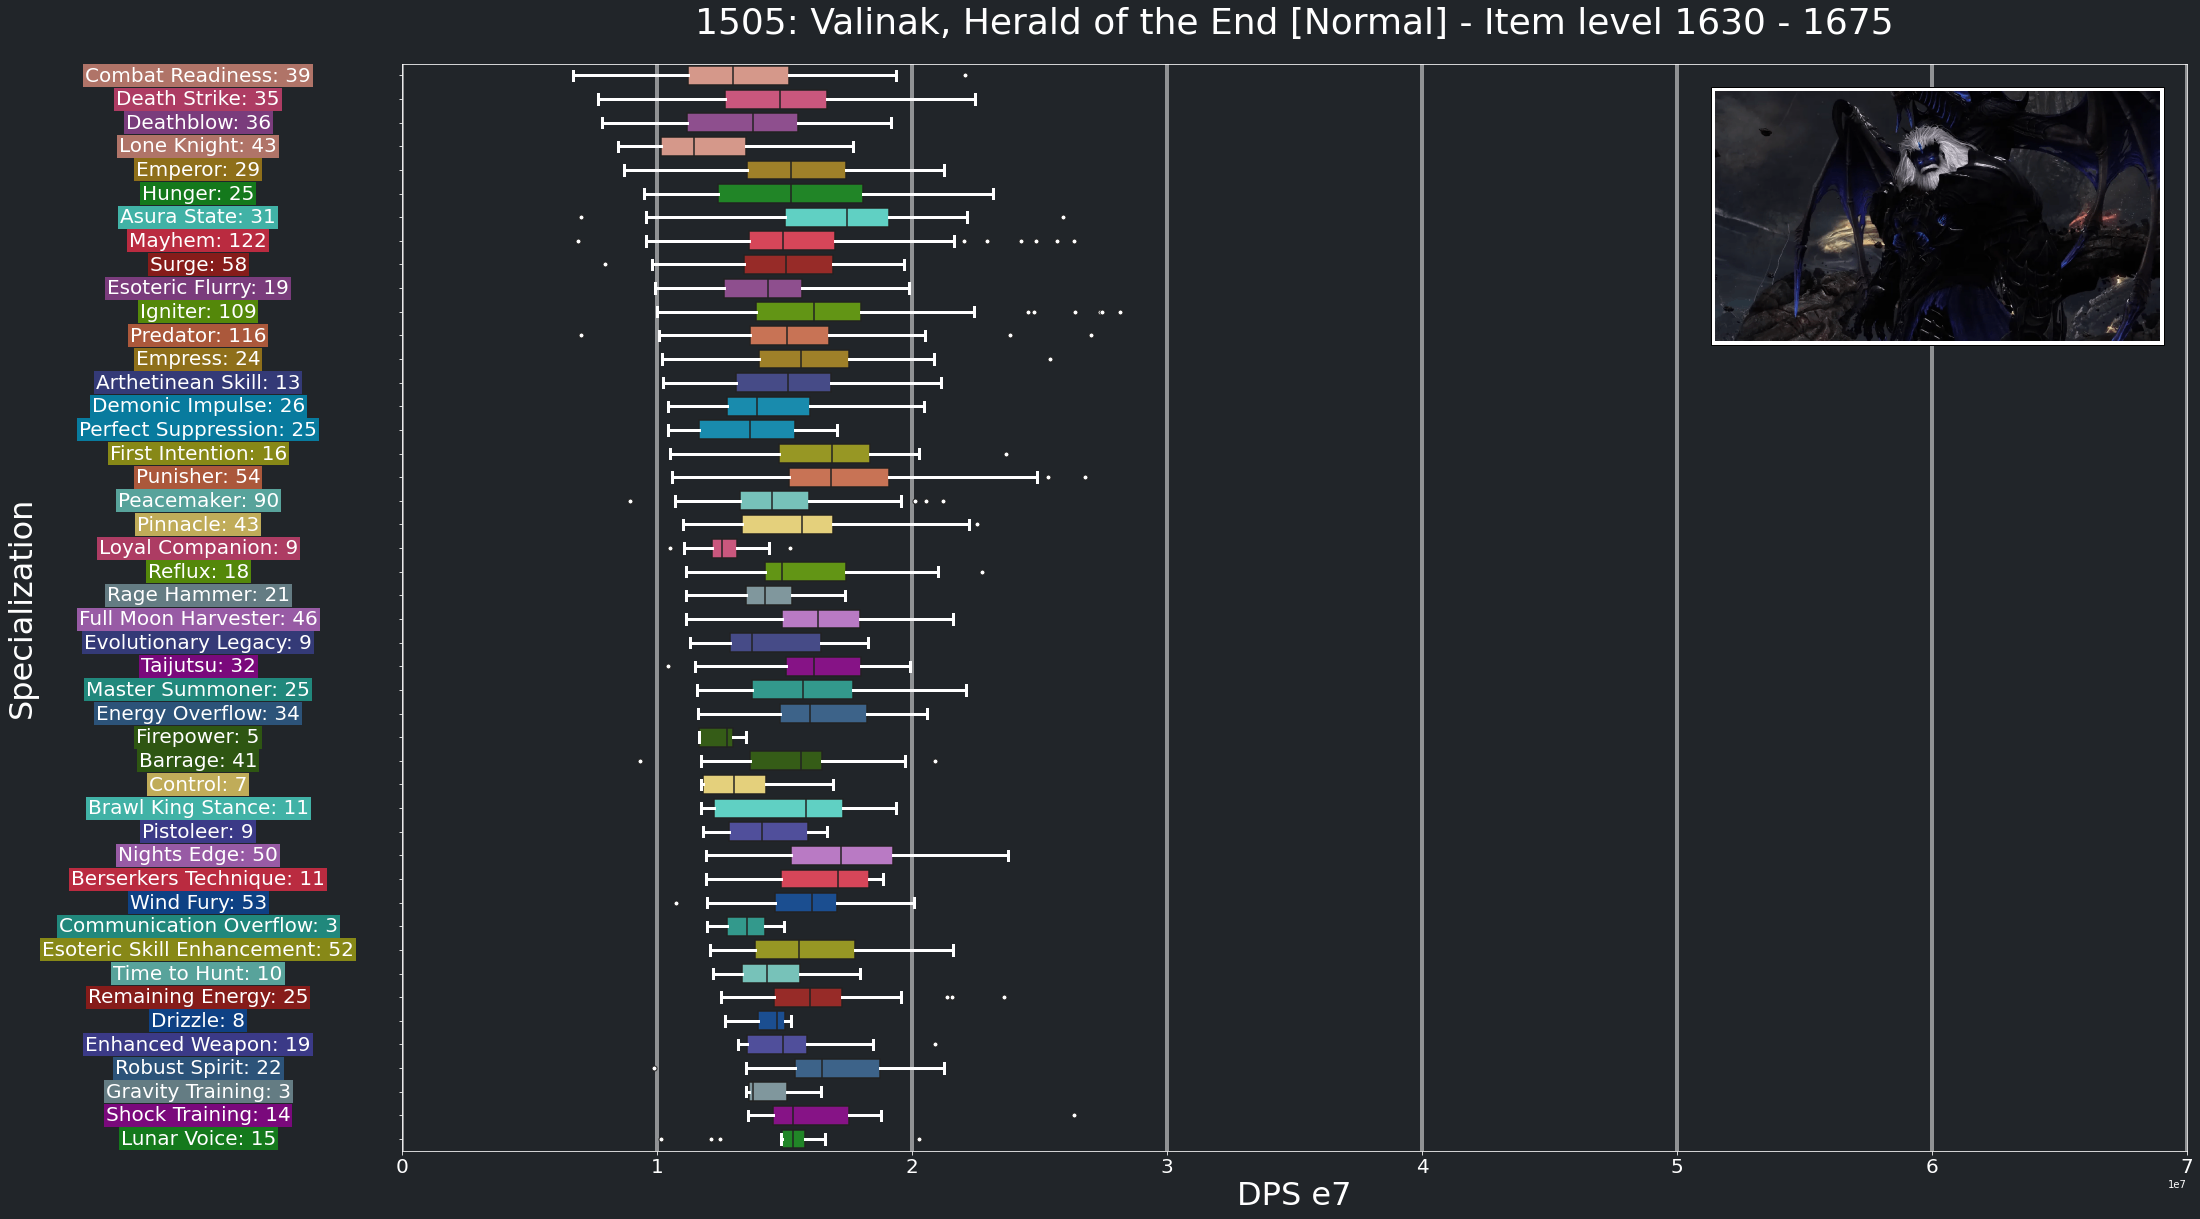 1505: Valinak, Herald of the End [Normal] - Item level 1630 - 1675
Combat Readiness: 39
Death Strike: 35
Deathblow: 36
Lone Knight: 43
Emperor: 29
Hunger: 25
Asura State: 31
Mayhem: 122
Surge: 58
Esoteric Flurry: 19
Igniter: 109
Predator: 116
Empress: 24
Arthetinean Skill: 13
Demonic Impulse: 26
Perfect Suppression: 25
First Intention: 16
Punisher: 54
Peacemaker: 90
Pinnacle: 43
Loyal Companion: 9
Reflux: 18
Rage Hammer: 21
Full Moon Harvester: 46
Evolutionary Legacy: 9
Taijutsu: 32
Master Summoner: 25
Energy Overflow: 34
Firepower: 5
Barrage: 41
Control: 7
Brawl King Stance: 11
Pistoleer: 9
Nights Edge: 50
Berserkers Technique: 11
Wind Fury: 53
Communication Overflow: 3
Esoteric Skill Enhancement: 52
Time to Hunt: 10
Remaining Energy: 25
Drizzle: 8
Enhanced Weapon: 19
Robust Spirit: 22
Gravity Training: 3
Shock Training: 14
Lunar Voice: 15
Specialization
0 1 2 3 4 5 6 7
1e7
DPS e7